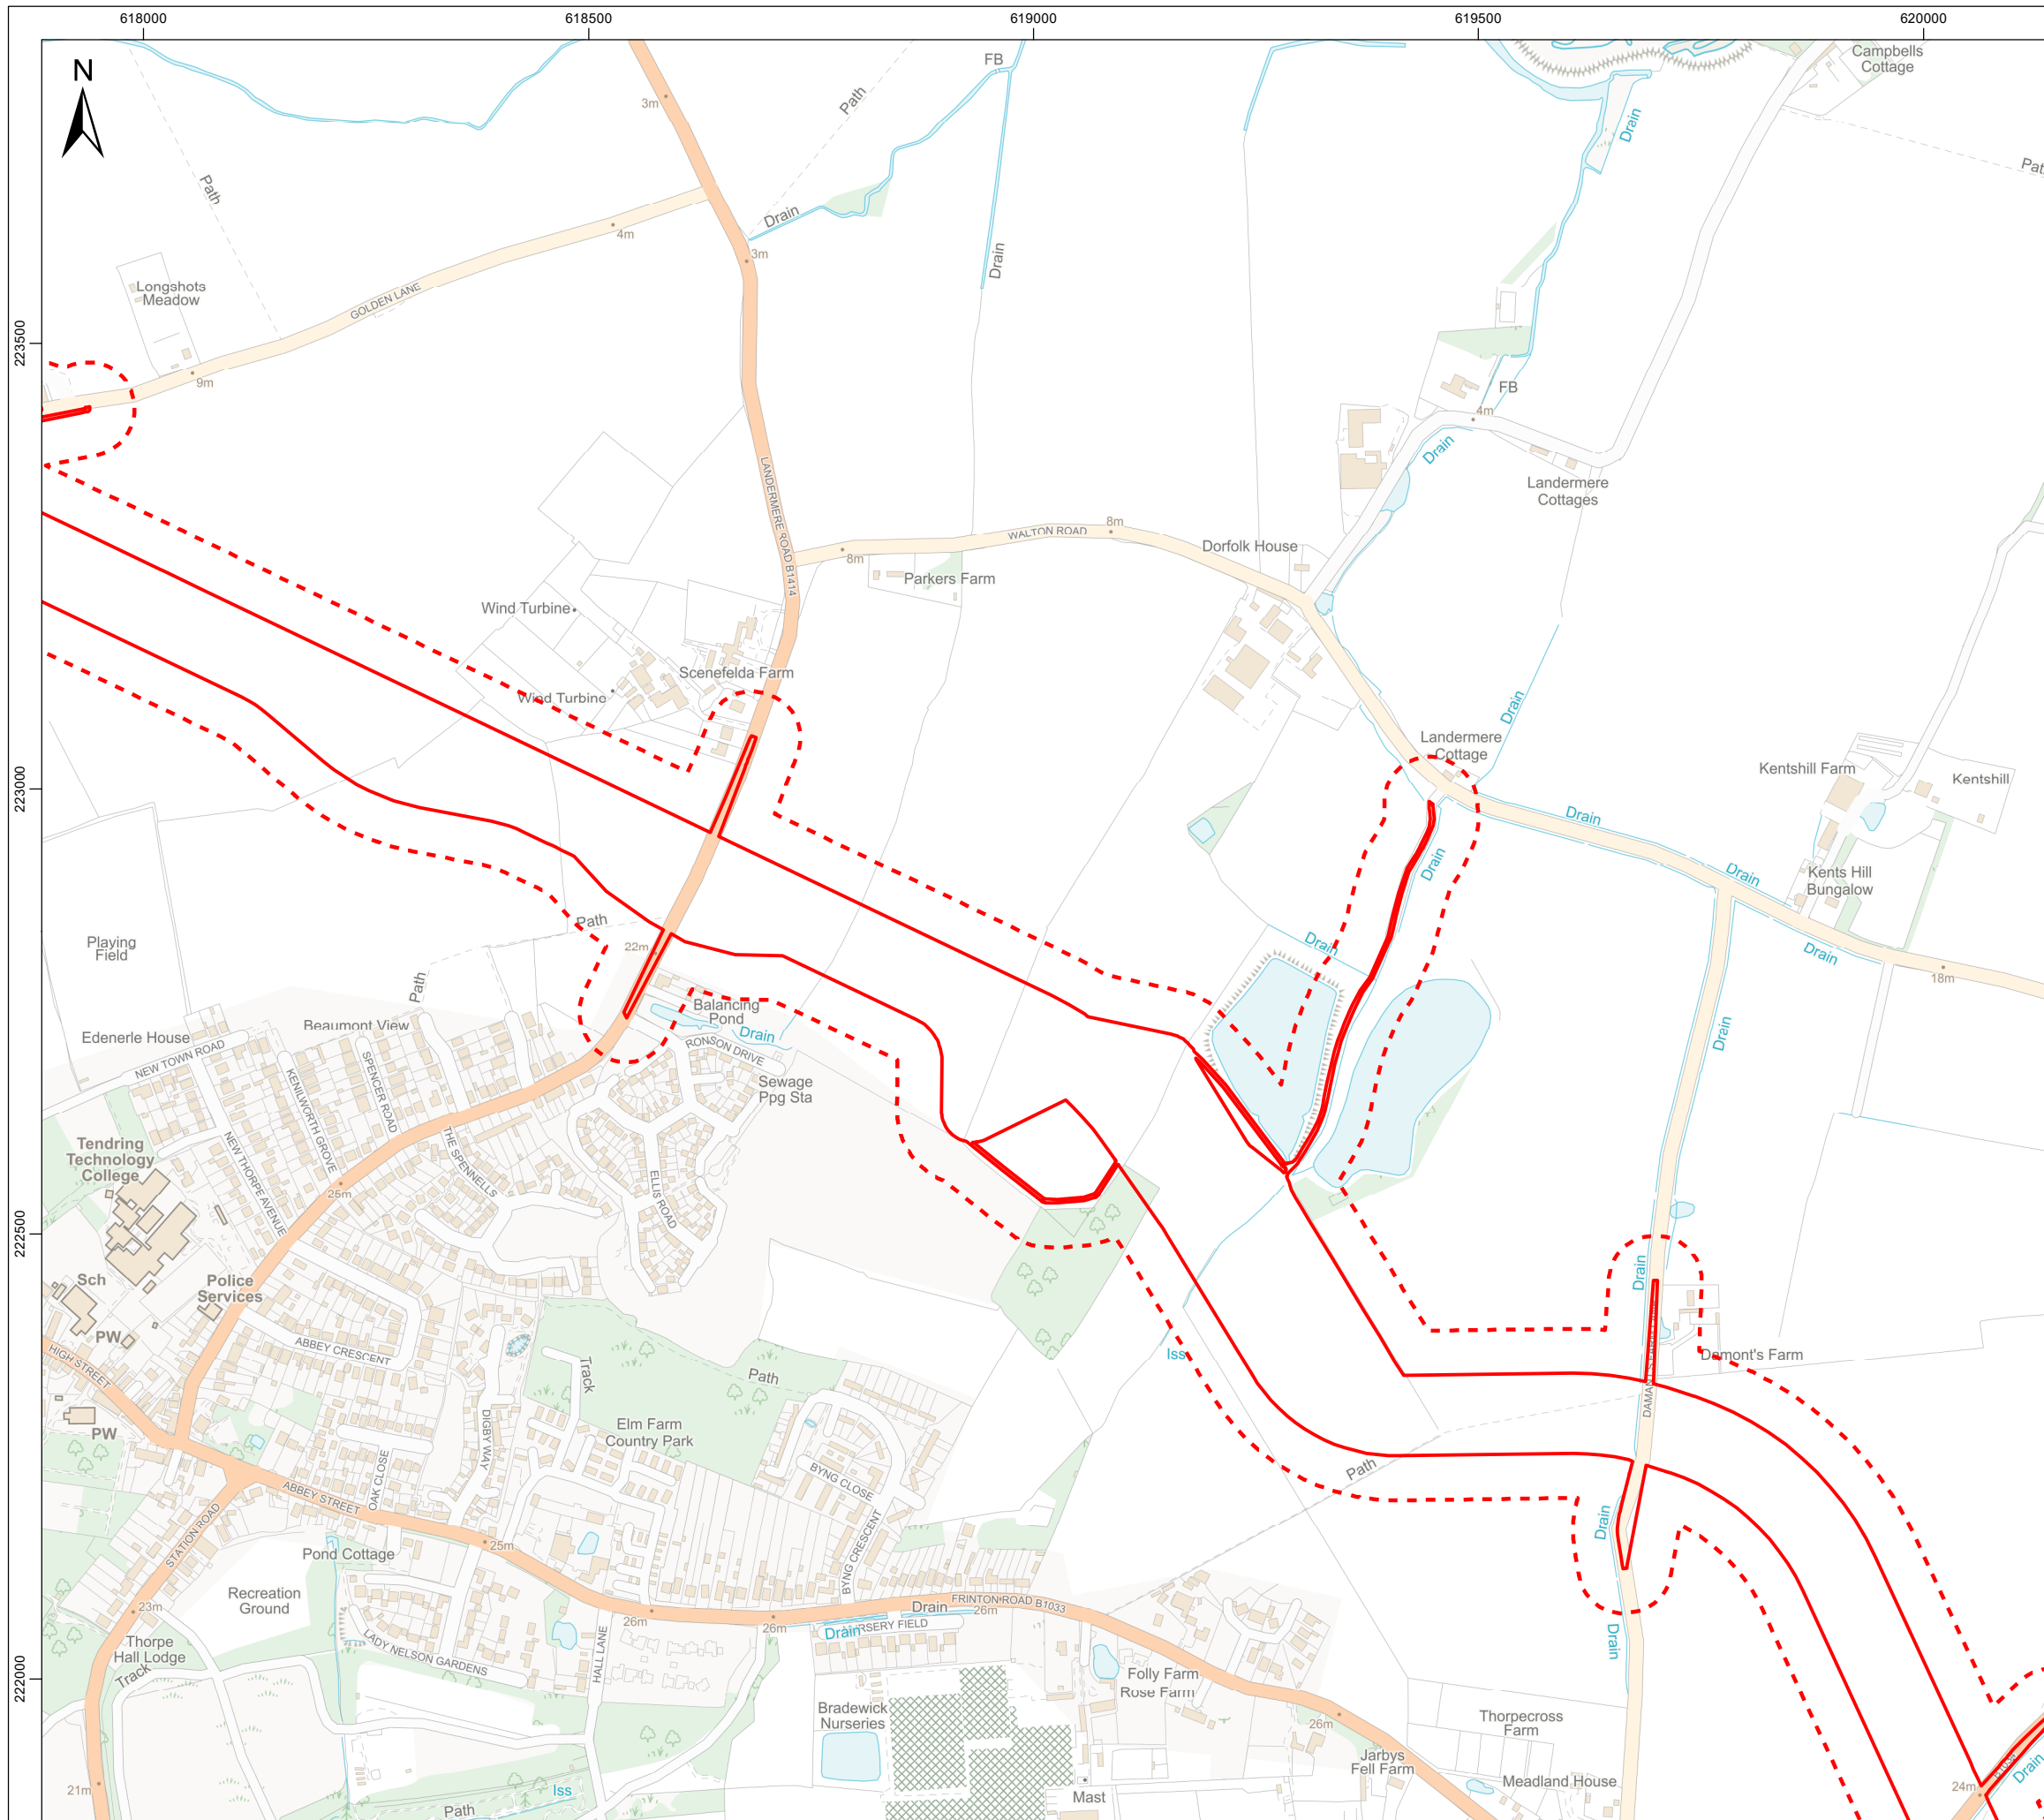 618000
618500
619000
619500
620000
N
223500
223000
222500
222000
Campbells
Cottage
FB
3m
Path
Drain
Path
Path
Drain
4m
3m
Drain
Longshots
Meadow
GOLDEN LANE
9m
FB
4m
Drain
Landermere
Cottages
LANDERMERE ROAD B1414
WALTON ROAD
8m
8m
Dorfolk House
Parkers Farm
Wind Turbine
Scenefelda Farm
Wind Turbine
Drain
Landermere
Cottage
Kentshill Farm
Kentshill
Drain
Drain
Drain
Kents Hill
Bungalow
Path
Playing
Field
22m
Drain
Drain
18m
Path
Balancing
Pond
Drain
Edenerle House
Beaumont View
NEW TOWN ROAD
KENILWORTH GROVE
SPENCER ROAD
RONSON DRIVE
Drain
Sewage
Ppg Sta
Tendring
Technology
College
NEW THORPE AVENUE
THE SPENNELLS
25m
ELLIS ROAD
Sch
Police
Services
Drain
PW
HIGH STREET
ABBEY CRESCENT
Track
Path
Iss
Damont's Farm
PW
DIGBY WAY
OAK CLOSE
Elm Farm
Country Park
BYNG CLOSE
Path
ABBEY STREET
STATION ROAD
25m
BYNG CRESCENT
Drain
Pond Cottage
Recreation
Ground
23m
26m
26m
Drain
26m
FRINTON ROAD B1033
Drain
Drain
Thorpe
Hall Lodge
Track
LADY NELSON GARDENS
HALL LANE
Folly Farm
Rose Farm
Bradewick
Nurseries
26m
Thorpecross
Farm
Jarbys
Fell Farm
Meadland House
21m
Iss
Path
Mast
24m
Drain